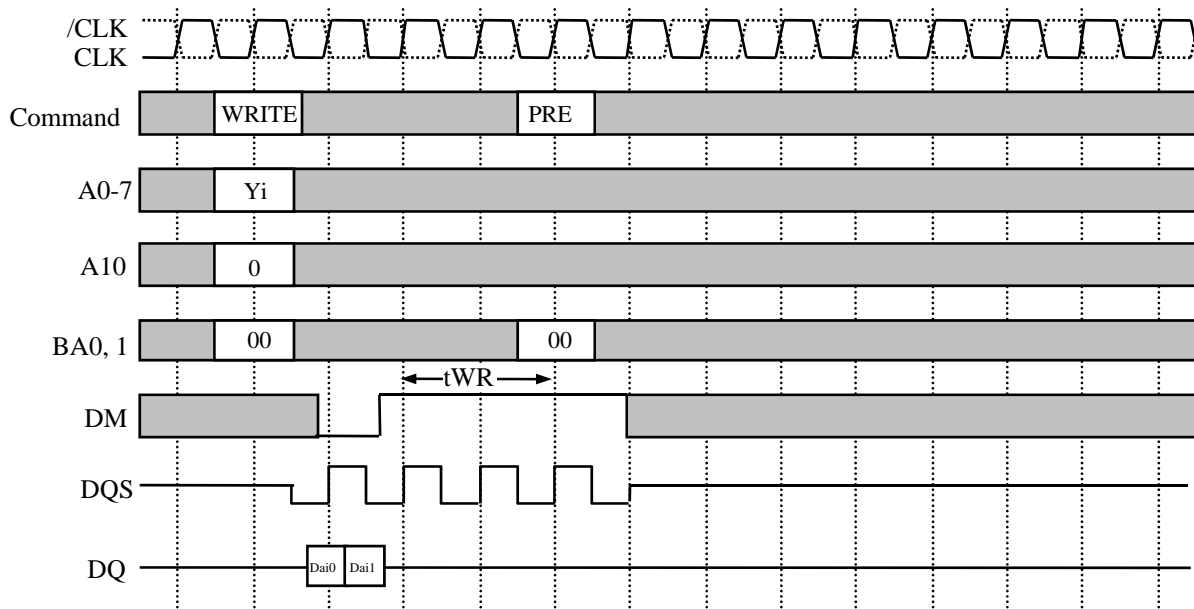 /CLK
CLK
Command WRITE PRE
A0-7 Yi
A10 0
BA0, 1 00 00
tWR
DM
DQS
DQ Dai0 Dai1